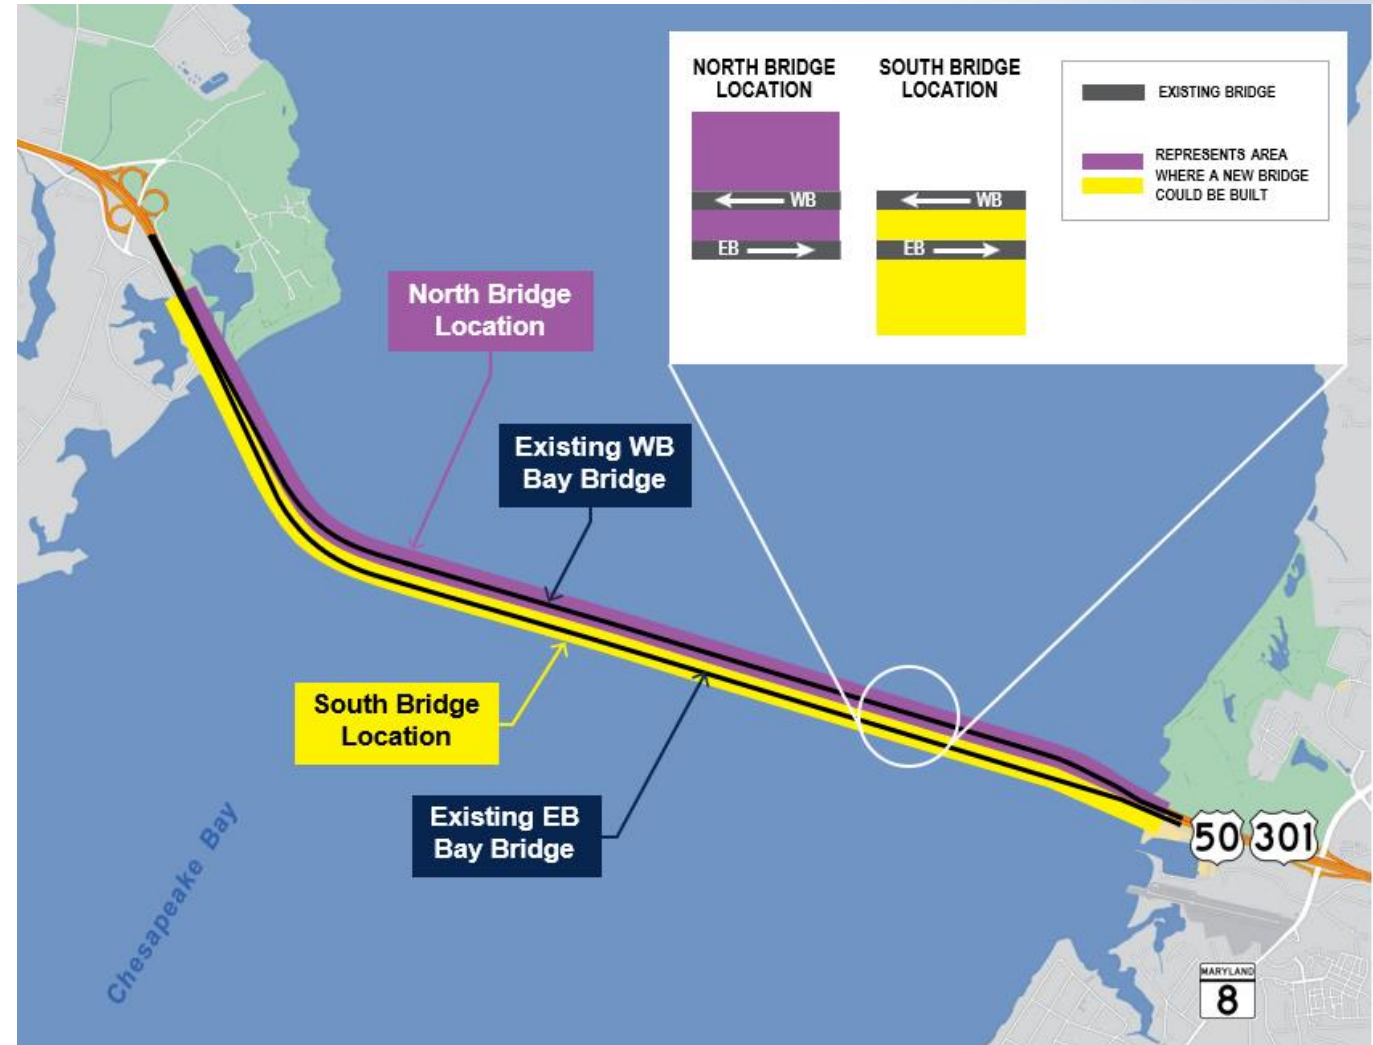 NORTH BRIDGE
LOCATION
SOUTH BRIDGE
LOCATION
EXISTING BRIDGE
REPRESENTS AREA
WHERE A NEW BRIDGE
COULD BE BUILT
WB
EB
WB
EB
North Bridge
Location
Existing WB
Bay Bridge
South Bridge
Location
Existing EB
Bay Bridge
Chesapeake Bay
50 301
MARYLAND
8